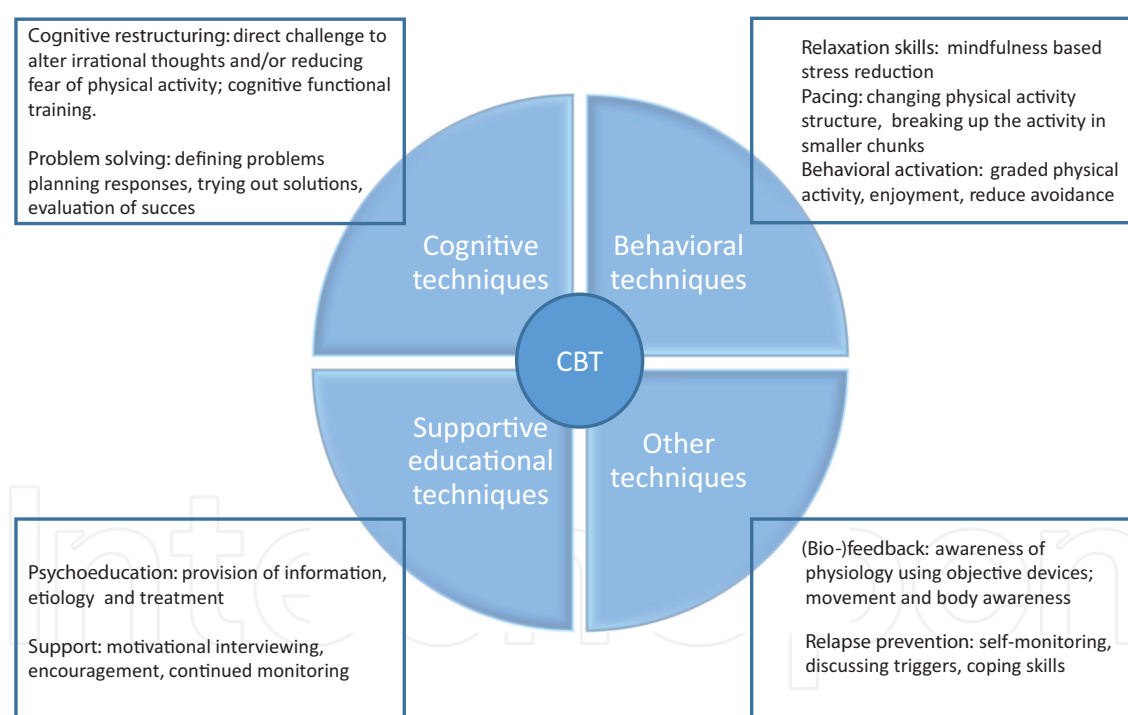 Cognitive restructuring: direct challenge to
alter irrational thoughts and/or reducing
fear of physical activity; cognitive functional
training.
Problem solving: defining problems
planning responses, trying out solutions,
evaluation of succes
Relaxation skills: mindfulness based
stress reduction
Pacing: changing physical activity
structure, breaking up the activity in
smaller chunks
Behavioral activation: graded physical
activity, enjoyment, reduce avoidance
Cognitive
techniques
Behavioral
techniques
CBT
Supportive
educational
techniques
Other
techniques
Psychoeducation: provision of information,
etiology and treatment
Support: motivational interviewing,
encouragement, continued monitoring
(Bio-)feedback: awareness of
physiology using objective devices;
movement and body awareness
Relapse prevention: self-monitoring,
discussing triggers, coping skills
IntechOpen